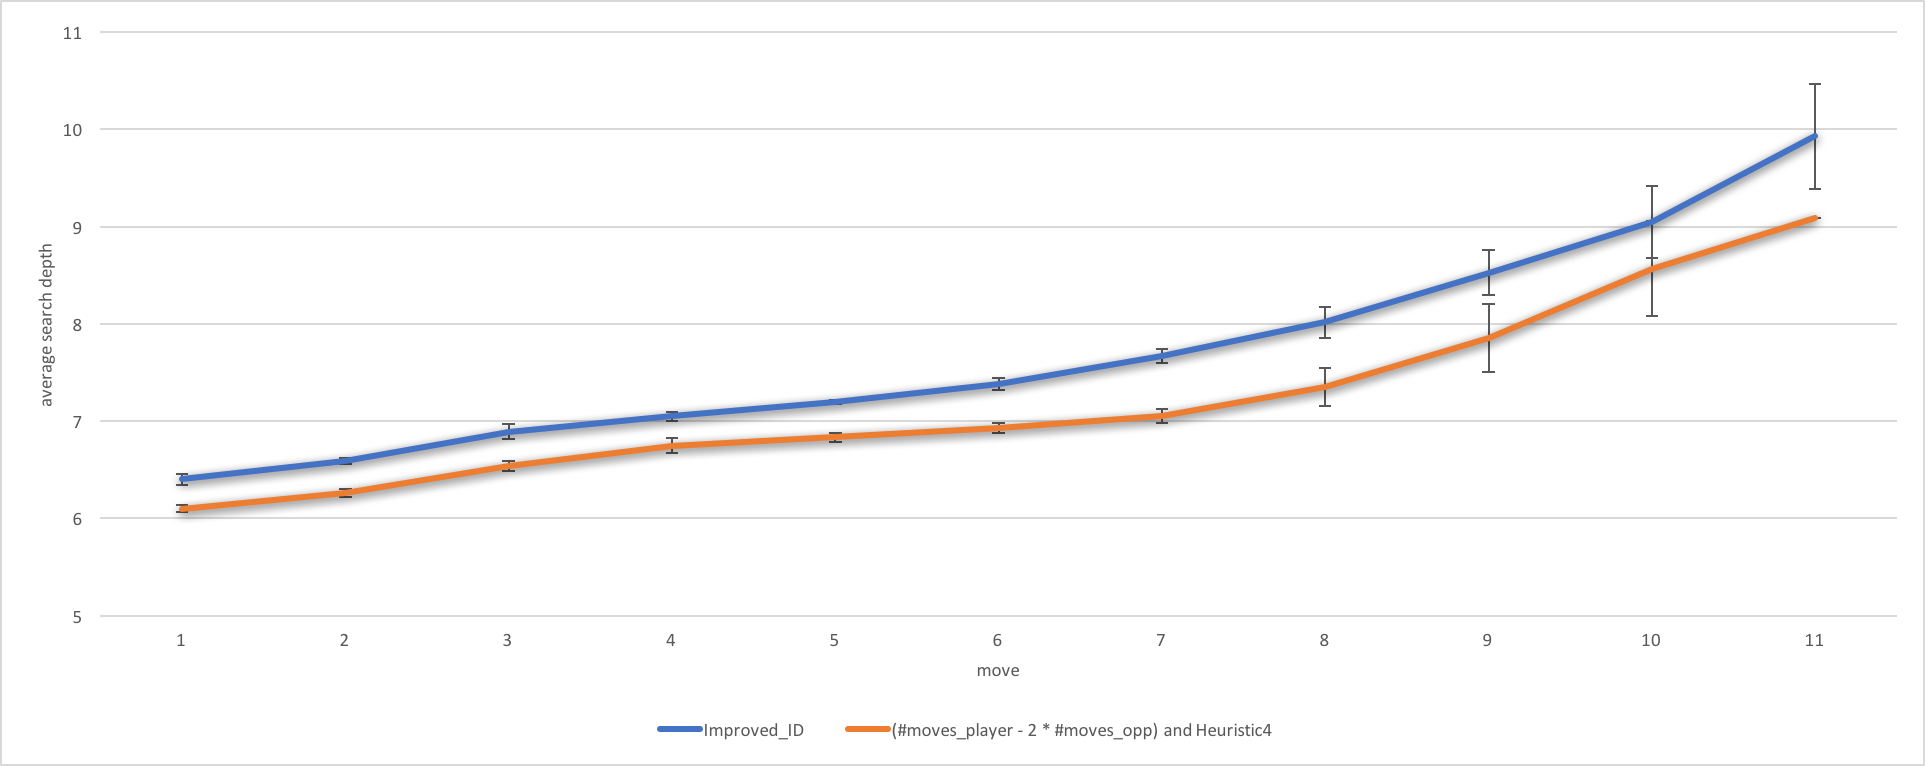 11
10
9
8
7
6
5
average search depth
1 2 3 4 5 6 7 8 9 10 11
move
Improved_ID (#moves_player - 2 * #moves_opp) and Heuristic4